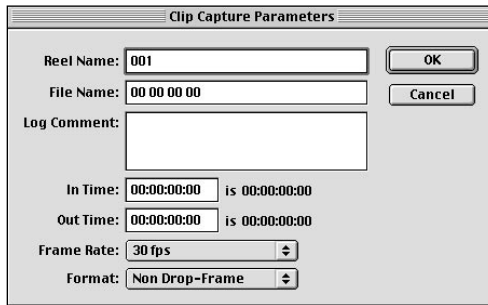 Clip Capture Parameters
Reel Name: 001 OK
File Name: 00 00 00 00 Cancel
Log Comment:
In Time: 00:00:00:00 is 00:00:00:00
Out Time: 00:00:00:00 is 00:00:00:00
Frame Rate: 30 fps
Format: Non Drop-Frame